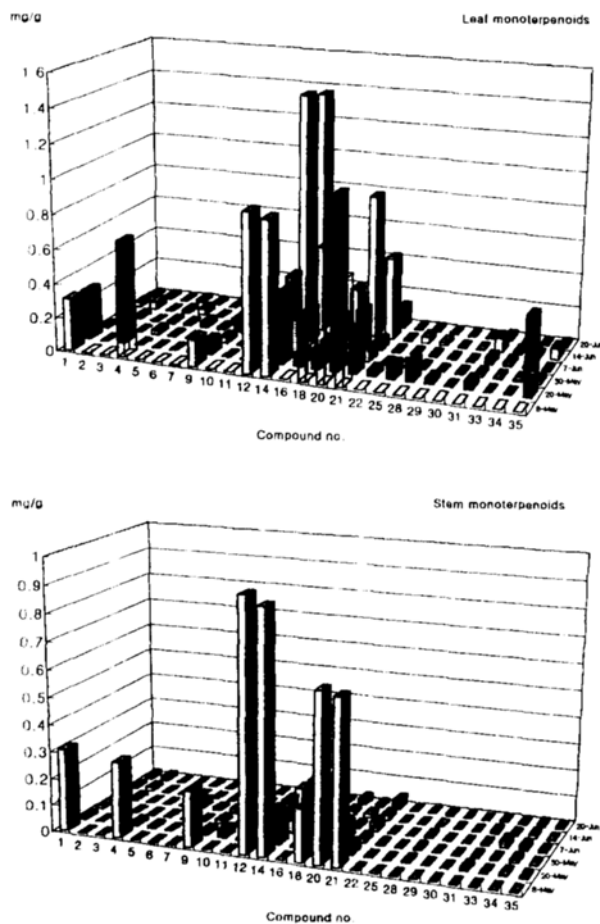 mg/g
Leaf monoterpenoids
1.6
1.4
1.2
1
0.8
0.6
0.4
0.2
0
1 2 3 4 5 6 7 9 10 11 12 14 16 18 20 21 22 25 28 29 30 31 33 34 35
20-Jun
14-Jun
7-Jun
30-May
20-May
8-May
Compound no.
mg/g
Stem monoterpenoids
1
0.9
0.8
0.7
0.6
0.5
0.4
0.3
0.2
0.1
0
1 2 3 4 5 6 7 9 10 11 12 14 16 18 20 21 22 25 28 29 30 31 33 34 35
20-Jun
14-Jun
7-Jun
30-May
20-May
8-May
Compound no.